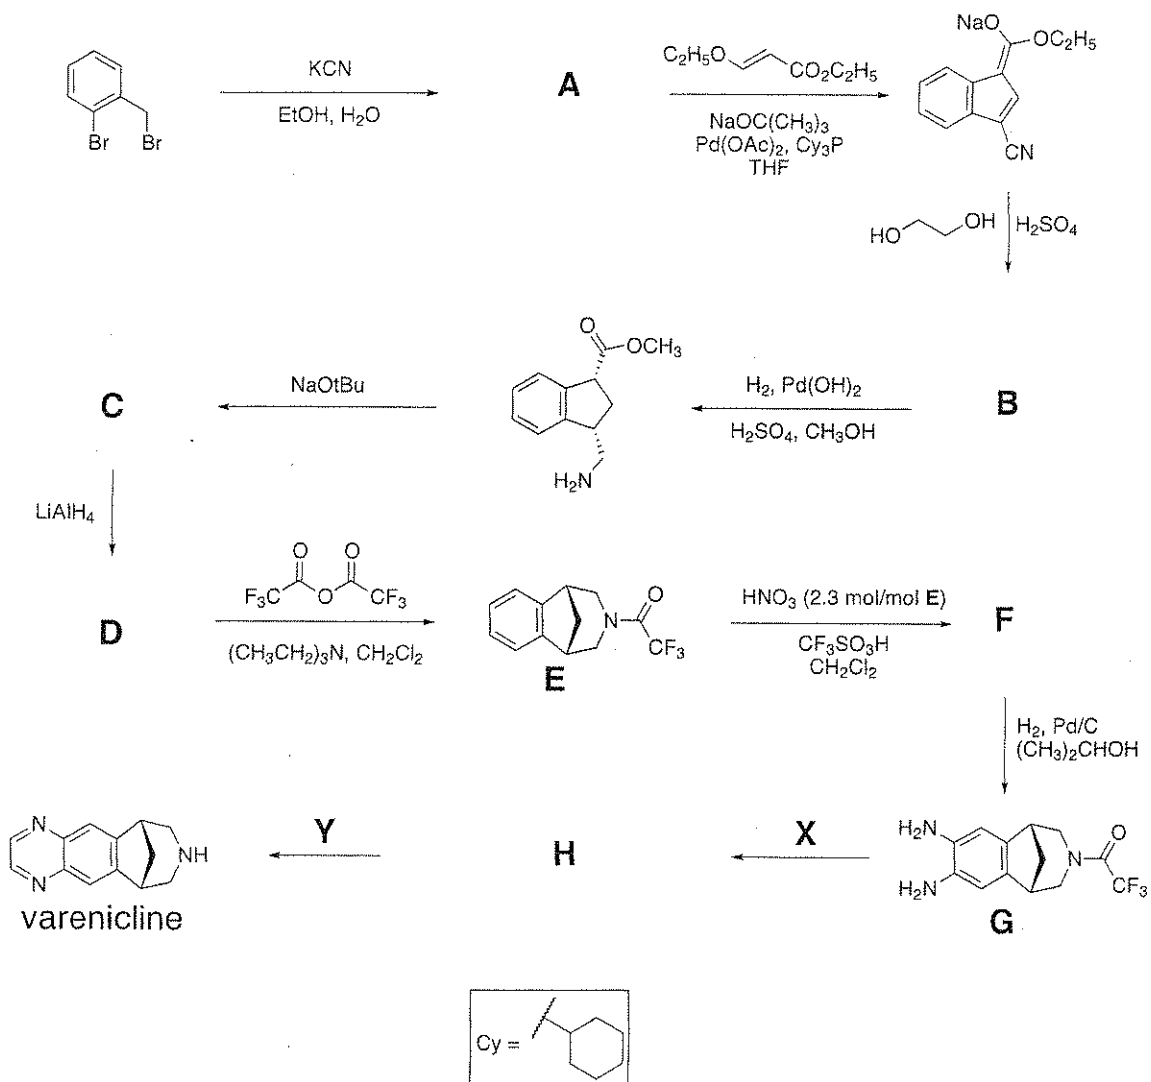 Br
Br
KCN
EtOH, H₂O
A
C₂H₅O
CO₂C₂H₅
NaOC(CH₃)₃
Pd(OAc)₂, Cy₃P
THF
NaO
OC₂H₅
CN
HO
OH
H₂SO₄
C
NaOtBu
O
OCH₃
H₂N
H₂, Pd(OH)₂
H₂SO₄, CH₃OH
B
LiAlH₄
D
O
O
F₃C
O
CF₃
(CH₃CH₂)₃N, CH₂Cl₂
O
N
CF₃
E
HNO₃ (2.3 mol/mol E)
CF₃SO₃H
CH₂Cl₂
F
H₂, Pd/C
(CH₃)₂CHOH
N
N
NH
varenicline
Y
H
X
H₂N
H₂N
O
N
CF₃
G
Cy =